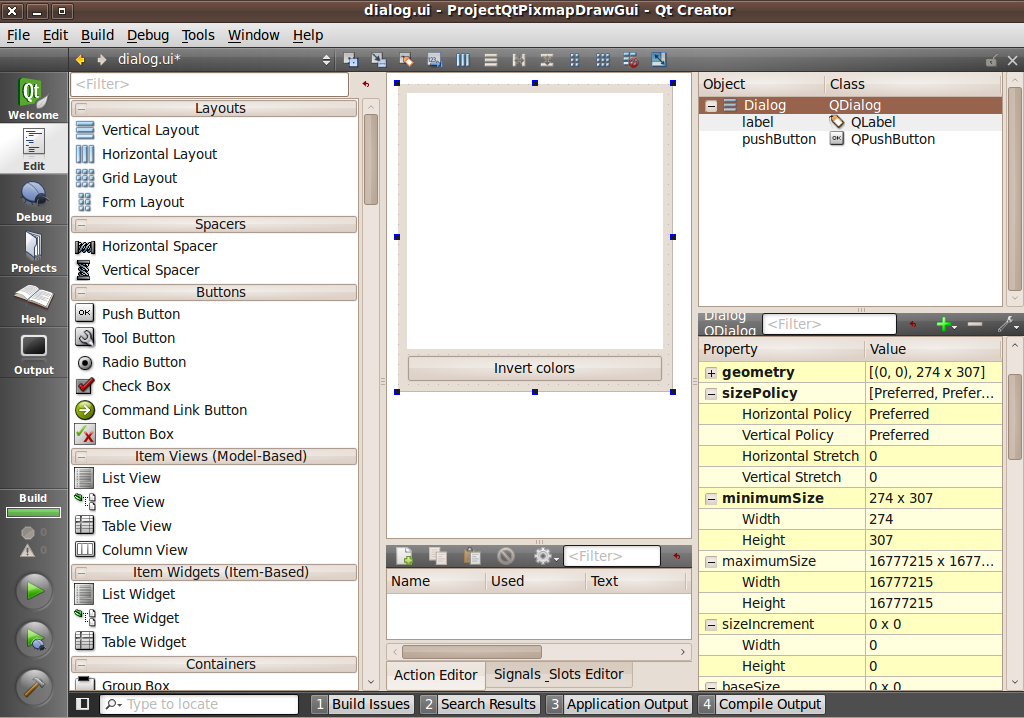 dialog.ui - ProjectQtPixmapDrawGui - Qt Creator
File Edit Build Debug Tools Window Help
dialog.ui*
Qt
Welcome
Edit
Debug
Projects
Help
Output
Build
0
0
<Filter>
Layouts
Vertical Layout
Horizontal Layout
Grid Layout
Form Layout
Spacers
Horizontal Spacer
Vertical Spacer
Buttons
OK Push Button
Tool Button
Radio Button
Check Box
Command Link Button
Button Box
Item Views (Model-Based)
List View
Tree View
Table View
Column View
Item Widgets (Item-Based)
List Widget
Tree Widget
Table Widget
Containers
Group Box
Invert colors
<Filter>
Name Used Text
Action Editor Signals _Slots Editor
Object Class
Dialog QDialog
label QLabel
pushButton OK QPushButton
Dialog
QDialog
<Filter>
Property Value
geometry [(0, 0), 274 x 307]
sizePolicy [Preferred, Prefer...
Horizontal Policy Preferred
Vertical Policy Preferred
Horizontal Stretch 0
Vertical Stretch 0
minimumSize 274 x 307
Width 274
Height 307
maximumSize 16777215 x 1677...
Width 16777215
Height 16777215
sizeIncrement 0 x 0
Width 0
Height 0
baseSize 0 x 0
Type to locate 1 Build Issues 2 Search Results 3 Application Output 4 Compile Output